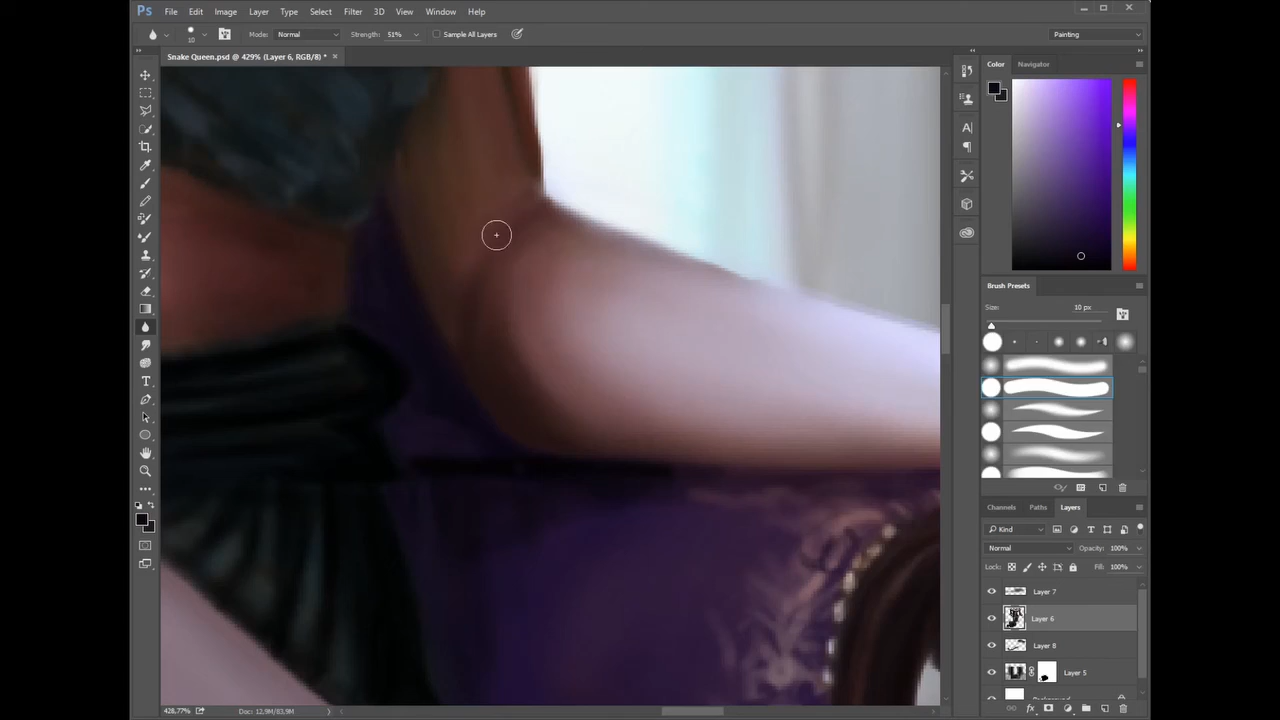 Ps File Edit Image Layer Type Select Filter 3D View Window Help
10 Mode: Normal Strength: 51% Sample All Layers Painting
Snake Queen.psd @ 429% (Layer 6, RGB/8) * ×
Color Navigator
Brush Presets
Size: 10 px
Channels Paths Layers
Kind
Normal Opacity: 100%
Lock: Fill: 100%
Layer 7
Layer 6
Layer 8
Layer 5
Background
428.77% Doc: 12.9M/83.9M